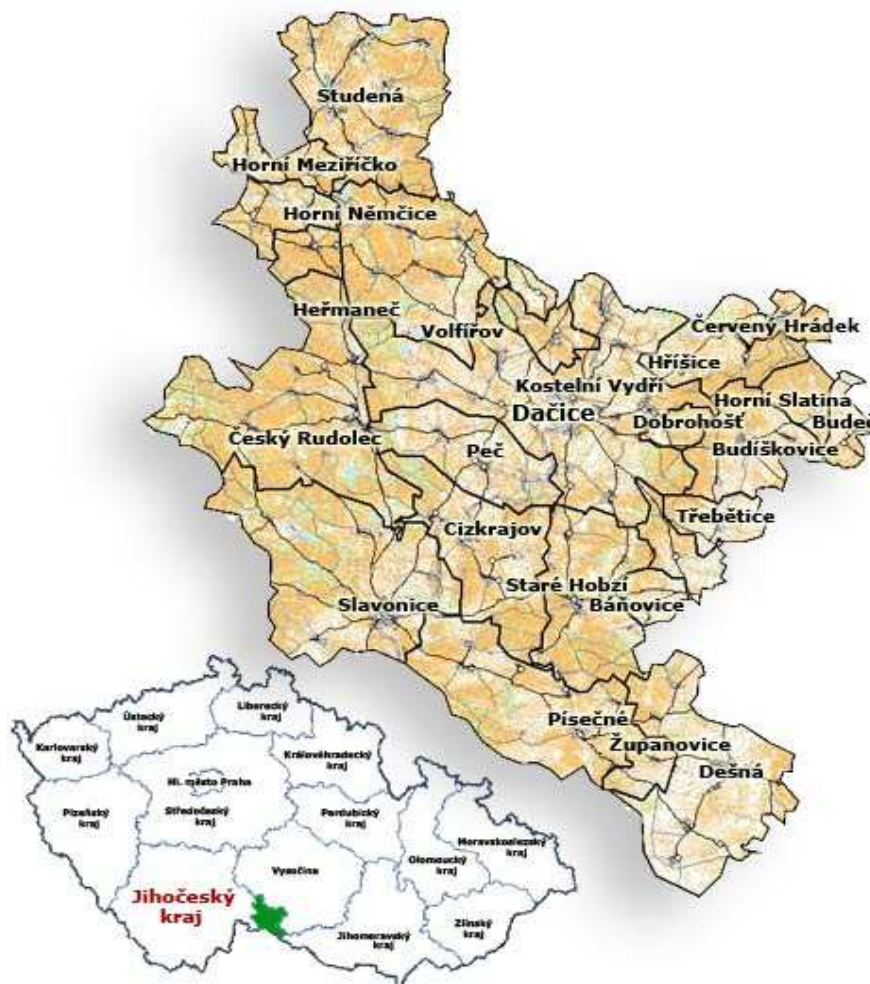 Studená
Horní Meziříčko
Horní Němčice
Heřmaneč
Volfířov
Červený Hrádek
Hříšice
Kostelní Vydří
Horní Slatina
Dačice
Dobrohošť
Budeč
Český Rudolec
Peč
Budíškovice
Třebětice
Cizkrajov
Staré Hobzí
Slavonice
Báňovice
Písečné
Županovice
Dešná
Liberecký
kraj
Ústecký
kraj
Karlovarský
kraj
Královéhradecký
kraj
Hl. město Praha
Plzeňský
kraj
Středočeský
kraj
Pardubický
kraj
Moravskoslezský
kraj
Olomoucký
kraj
Vysočina
Jihočeský
kraj
Zlínský
kraj
Jihomoravský
kraj